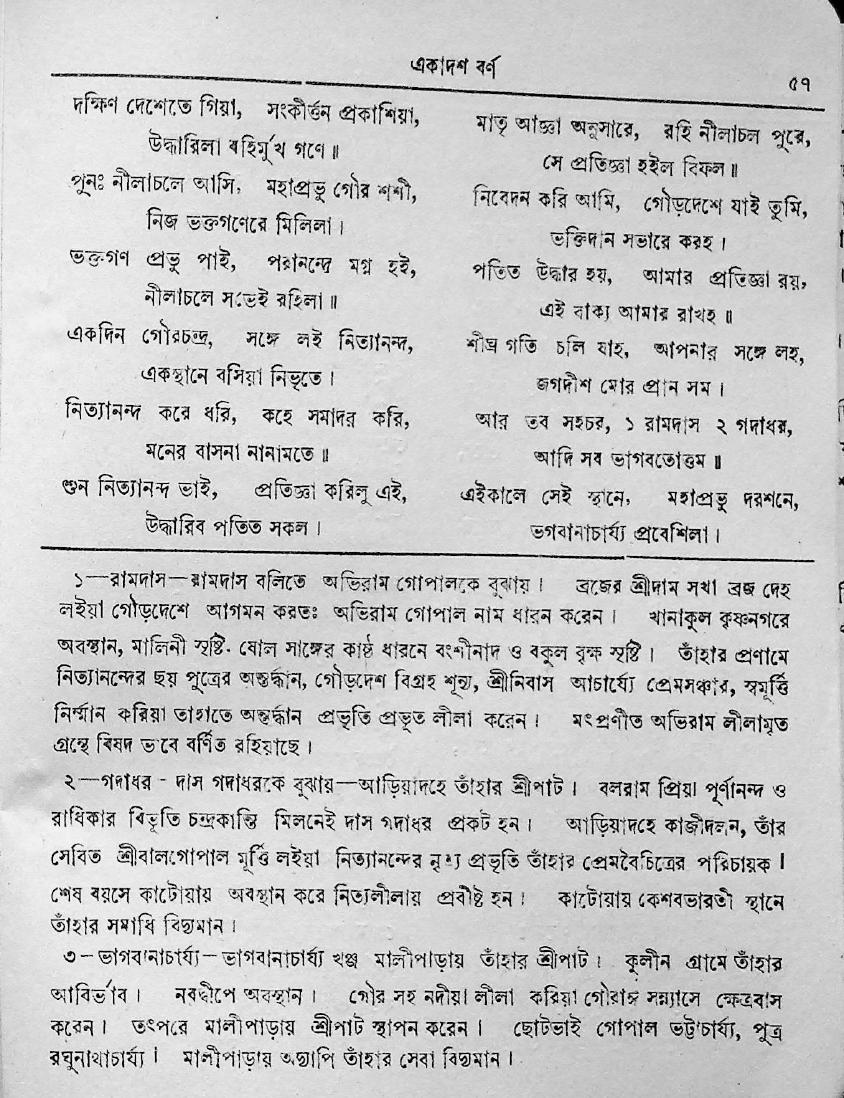 একাদশ বর্ণ
৫৭
দক্ষিণ দেশেতে গিয়া, সংকীর্ত্তন প্রকাশিয়া,
উদ্ধারিলা বহির্মুখ গণে॥
পুনঃ নীলাচলে আসি, মহাপ্রভু গৌর শশী,
নিজ ভক্তগণেরে মিলিলা।
ভক্তগণ প্রভু পাই, পরানন্দে মগ্ন হই,
নীলাচলে সভেই রহিলা॥
একদিন গৌরচন্দ্র, সঙ্গে লই নিত্যানন্দ,
একস্থানে বসিয়া নিভৃতে।
নিত্যানন্দ করে ধরি, কহে সমাদর করি,
মনের বাসনা নানামতে॥
শুন নিত্যানন্দ ভাই, প্রতিজ্ঞা করিলু এই,
উদ্ধারিব পতিত সকল।
মাতৃ আজ্ঞা অনুসারে, রহি নীলাচল পুরে,
সে প্রতিজ্ঞা হইল বিফল॥
নিবেদন করি আমি, গৌড়দেশে যাই তুমি,
ভক্তিদান সভারে করহ।
পতিত উদ্ধার হয়, আমার প্রতিজ্ঞা রয়,
এই বাক্য আমার রাখহ॥
শীঘ্র গতি চলি যাহ, আপনার সঙ্গে লহ,
জগদীশ মোর প্রান সম।
আর তব সহচর, ১ রামদাস ২ গদাধর,
আদি সব ভাগবতোত্তম॥
এইকালে সেই স্থানে, মহাপ্রভু দরশনে,
ভগবানাচার্য্য প্রবেশিলা।
১—রামদাস—রামদাস বলিতে অভিরাম গোপালকে বুঝায়। ব্রজের শ্রীদাম সখা ব্রজ দেহ
লইয়া গৌড়দেশে আগমন করতঃ অভিরাম গোপাল নাম ধারন করেন। খানাকুল কৃষ্ণনগরে
অবস্থান, মালিনী সৃষ্টি. ষোল সাঙ্গের কাষ্ঠ ধারনে বংশীনাদ ও বকুল বৃক্ষ সৃষ্টি। তাঁহার প্রণামে
নিত্যানন্দের ছয় পুত্রের অন্তর্দ্ধান, গৌড়দেশ বিগ্রহ শূন্য, শ্রীনিবাস আচার্য্যে প্রেমসঞ্চার, স্বমূর্ত্তি
নির্ম্মান করিয়া তাহাতে অন্তর্দ্ধান প্রভৃতি প্রভূত লীলা করেন। মৎপ্রণীত অভিরাম লীলামৃত
গ্রন্থে বিষদ ভাবে বর্ণিত রহিয়াছে।
২—গদাধর - দাস গদাধরকে বুঝায়—আড়িয়াদহে তাঁহার শ্রীপাট। বলরাম প্রিয়া পূর্ণানন্দ ও
রাধিকার বিভূতি চন্দ্রকান্তি মিলনেই দাস গদাধর প্রকট হন। আড়িয়াদহে কাজীদলন, তাঁর
সেবিত শ্রীবালগোপাল মূর্ত্তি লইয়া নিত্যানন্দের নৃত্য প্রভৃতি তাঁহার প্রেমবৈচিত্রের পরিচায়ক।
শেষ বয়সে কাটোয়ায় অবস্থান করে নিত্যলীলায় প্রবীষ্ট হন। কাটোয়ায় কেশবভারতী স্থানে
তাঁহার সমাধি বিদ্যমান।
৩-ভাগবানাচার্য্য-ভাগবানাচার্য্য খঞ্জ মালীপাড়ায় তাঁহার শ্রীপাট। কুলীন গ্রামে তাঁহার
আবির্ভাব। নবদ্বীপে অবস্থান। গৌর সহ নদীয়া লীলা করিয়া গৌরাঙ্গ সন্ন্যাসে ক্ষেত্রবাস
করেন। তৎপরে মালীপাড়ায় শ্রীপাট স্থাপন করেন। ছোটভাই গোপাল ভট্টাচার্য্য, পুত্র
রঘুনাথাচার্য্য। মালীপাড়ায় অদ্যাপি তাঁহার সেবা বিদ্যমান।